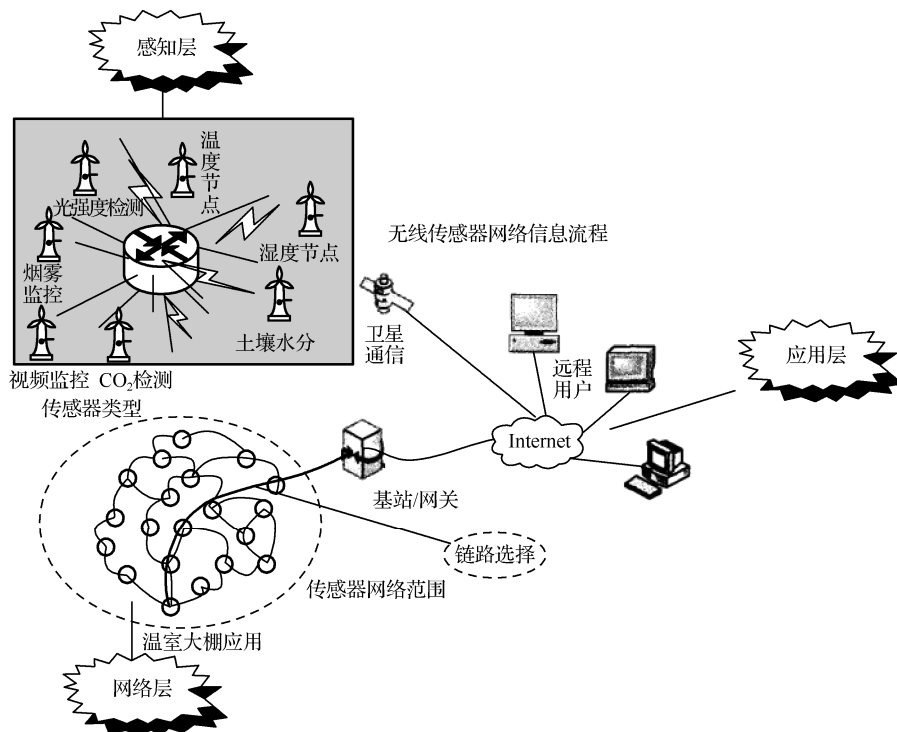 感知层
温
度
节
点
光强度检测
湿度节点
烟雾
监控
土壤水分
视频监控 CO₂检测
传感器类型
无线传感器网络信息流程
卫星
通信
远程
用户
应用层
Internet
基站/网关
链路选择
传感器网络范围
温室大棚应用
网络层